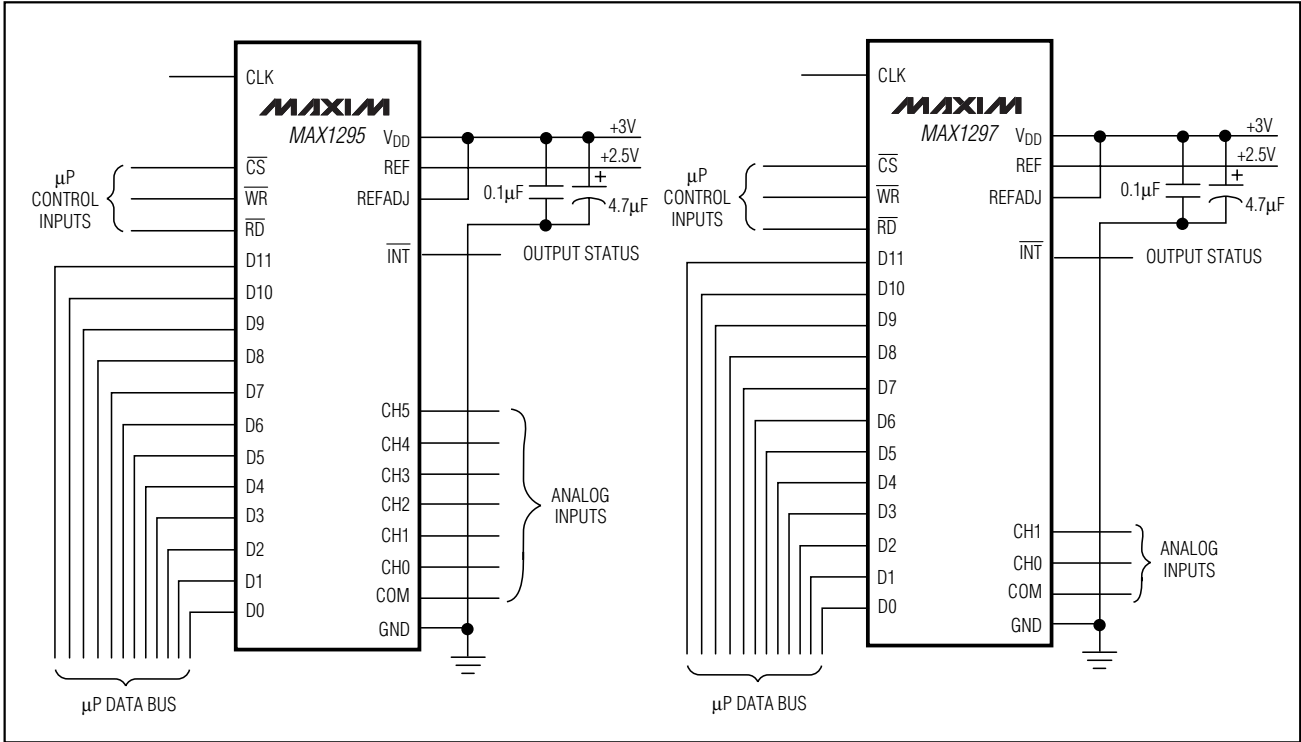 CLK
MAXIM
MAX1295
VDD
+3V
REF
+2.5V
REFADJ
0.1μF
+
4.7μF
μP
CONTROL
INPUTS
CS
WR
RD
INT
OUTPUT STATUS
D11
D10
D9
D8
D7
D6
D5
D4
D3
D2
D1
D0
CH5
CH4
CH3
CH2
CH1
CH0
COM
GND
ANALOG
INPUTS
μP DATA BUS
CLK
MAXIM
MAX1297
VDD
+3V
REF
+2.5V
REFADJ
0.1μF
+
4.7μF
μP
CONTROL
INPUTS
CS
WR
RD
INT
OUTPUT STATUS
D11
D10
D9
D8
D7
D6
D5
D4
D3
D2
D1
D0
CH1
CH0
COM
GND
ANALOG
INPUTS
μP DATA BUS